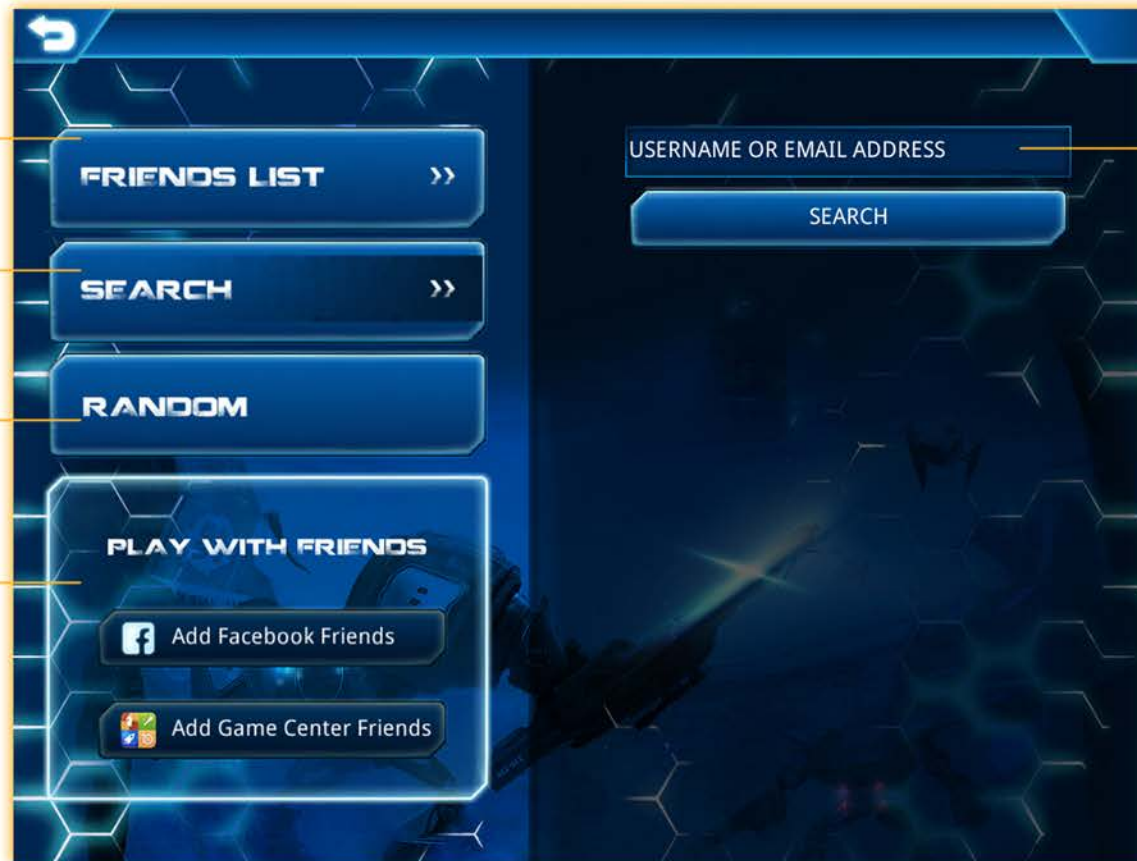 FRIENDS LIST »
SEARCH »
RANDOM
PLAY WITH FRIENDS
Add Facebook Friends
Add Game Center Friends
USERNAME OR EMAIL ADDRESS
SEARCH